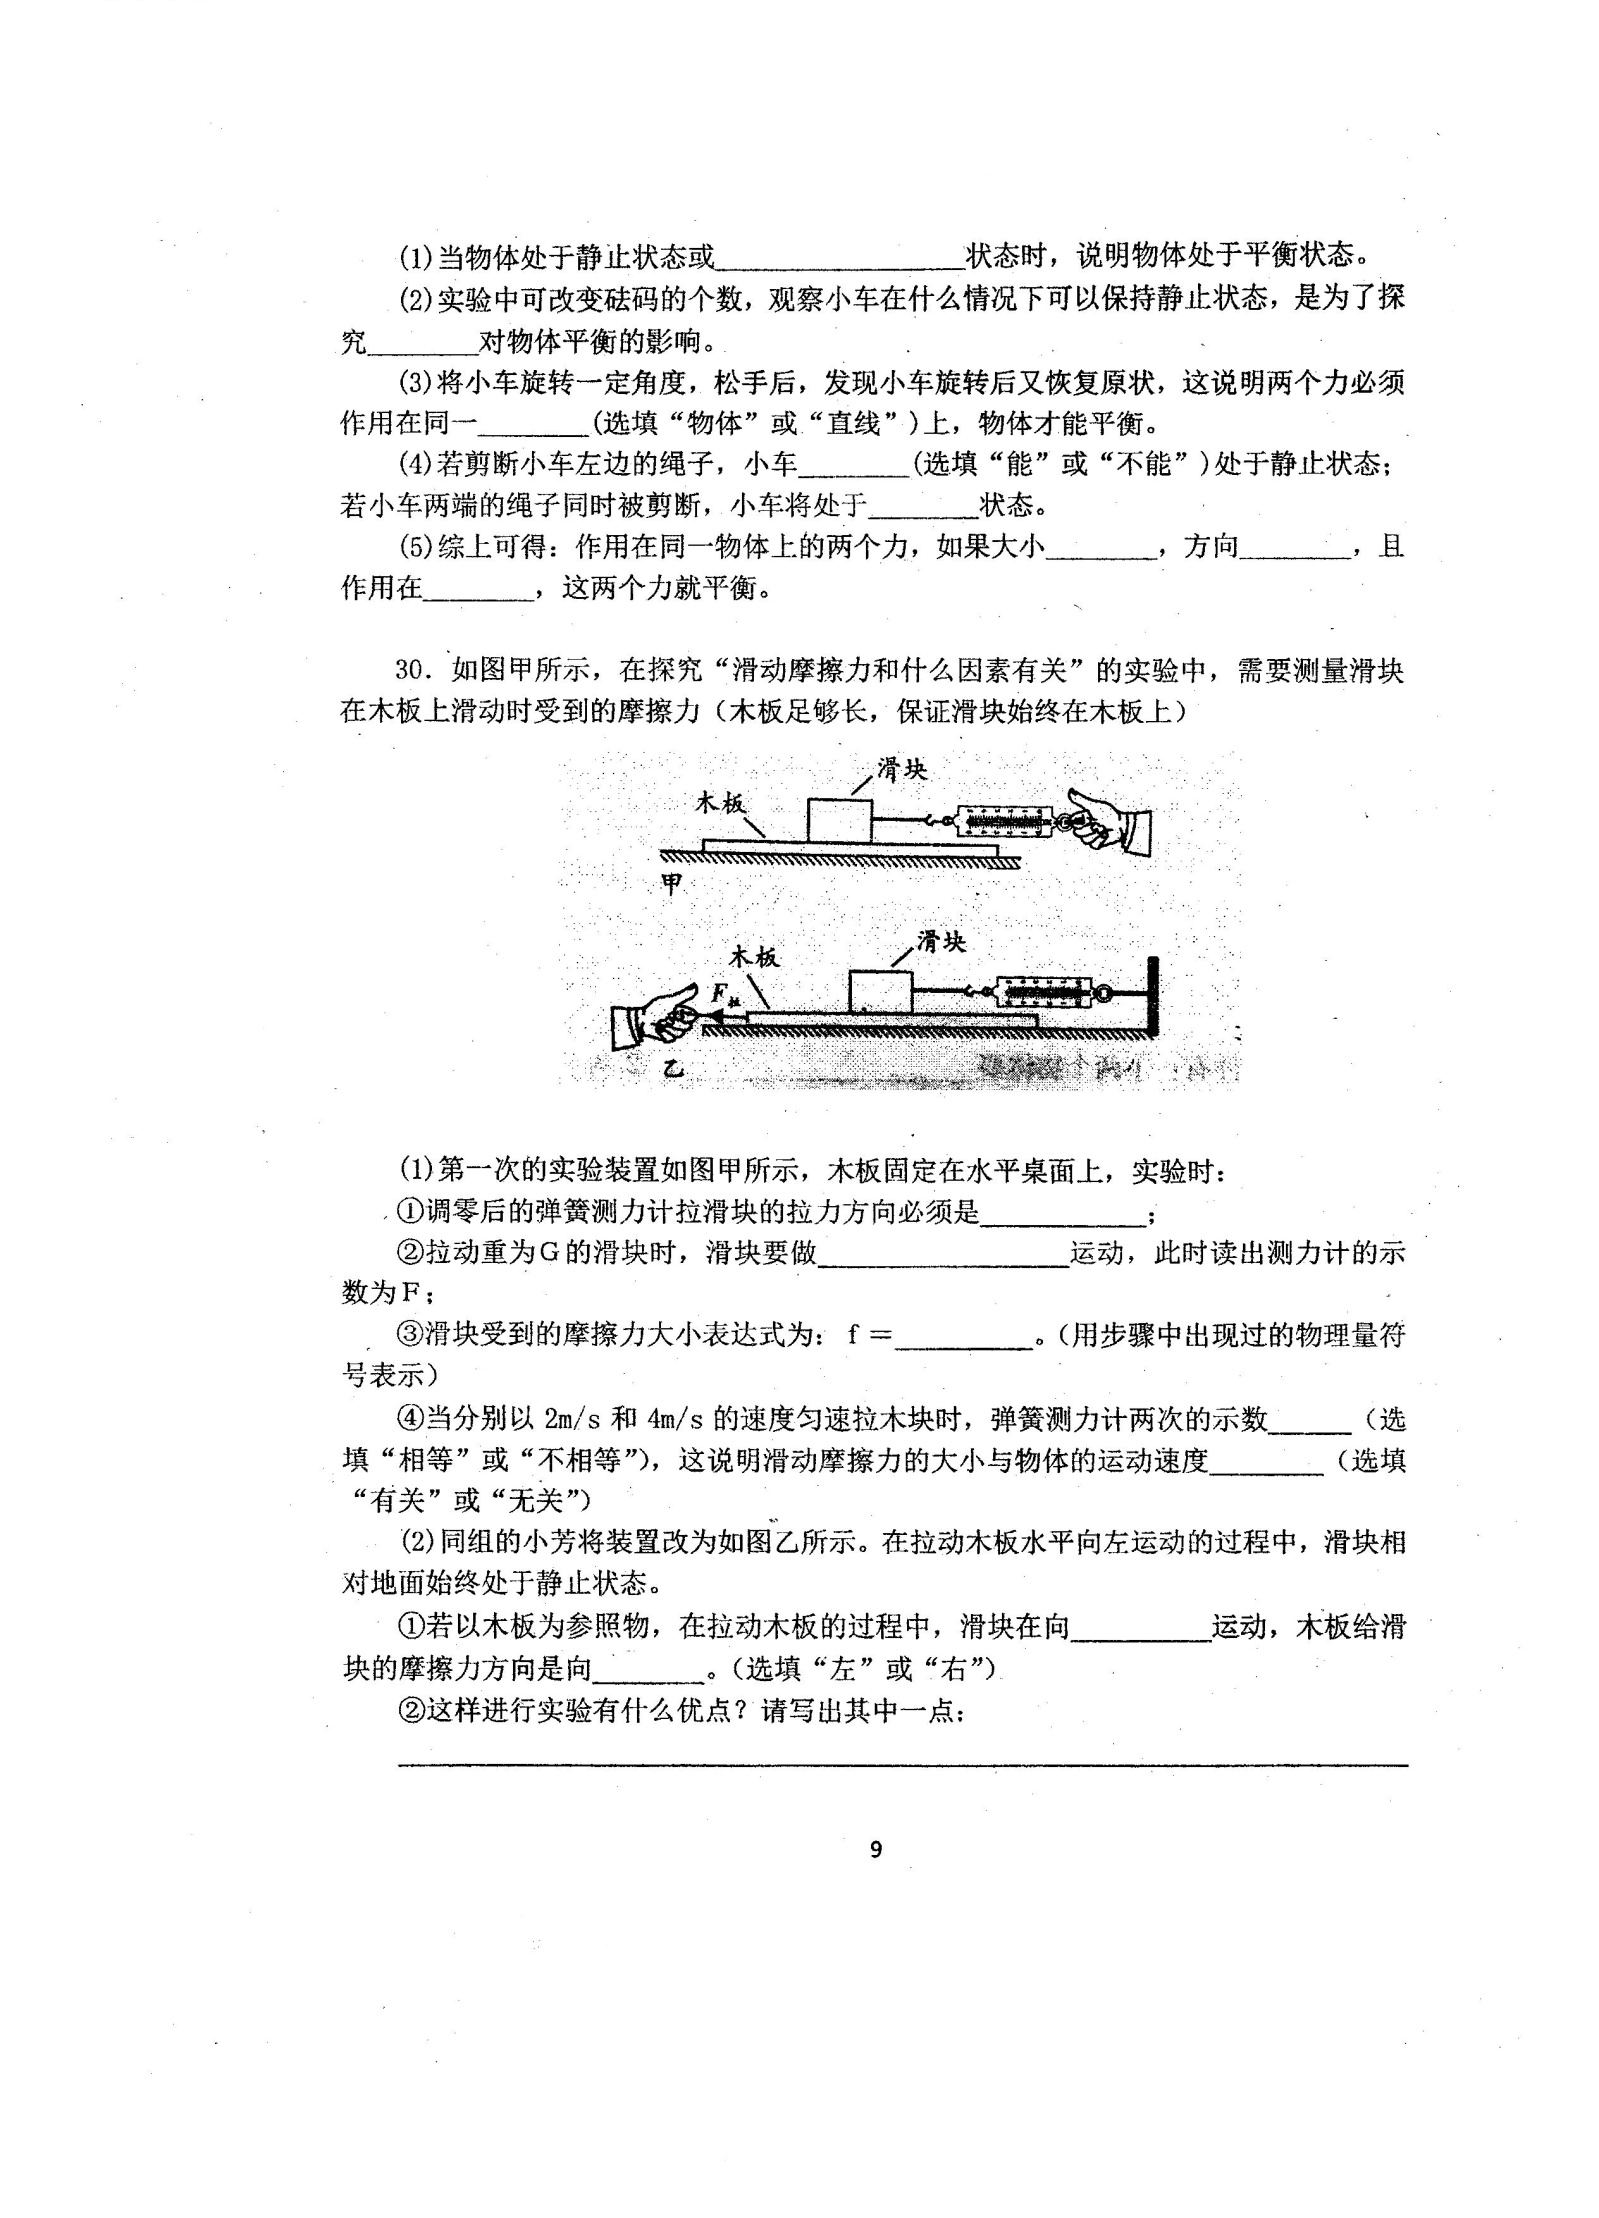 (1)当物体处于静止状态或__________________状态时，说明物体处于平衡状态。
(2)实验中可改变砝码的个数，观察小车在什么情况下可以保持静止状态，是为了探
究________对物体平衡的影响。
(3)将小车旋转一定角度，松手后，发现小车旋转后又恢复原状，这说明两个力必须
作用在同一________(选填“物体”或“直线”)上，物体才能平衡。
(4)若剪断小车左边的绳子，小车________(选填“能”或“不能”)处于静止状态；
若小车两端的绳子同时被剪断，小车将处于________状态。
(5)综上可得：作用在同一物体上的两个力，如果大小________，方向________，且
作用在________，这两个力就平衡。
30．如图甲所示，在探究“滑动摩擦力和什么因素有关”的实验中，需要测量滑块
在木板上滑动时受到的摩擦力（木板足够长，保证滑块始终在木板上）
滑块
木板
甲
滑块
木板
F拉
乙
(1)第一次的实验装置如图甲所示，木板固定在水平桌面上，实验时：
①调零后的弹簧测力计拉滑块的拉力方向必须是____________；
②拉动重为G的滑块时，滑块要做__________________运动，此时读出测力计的示
数为F；
③滑块受到的摩擦力大小表达式为：f＝__________。（用步骤中出现过的物理量符
号表示）
④当分别以 2m/s 和 4m/s 的速度匀速拉木块时，弹簧测力计两次的示数______（选
填“相等”或“不相等”），这说明滑动摩擦力的大小与物体的运动速度________（选填
“有关”或“无关”）
(2)同组的小芳将装置改为如图乙所示。在拉动木板水平向左运动的过程中，滑块相
对地面始终处于静止状态。
①若以木板为参照物，在拉动木板的过程中，滑块在向__________运动，木板给滑
块的摩擦力方向是向________。（选填“左”或“右”）
②这样进行实验有什么优点？请写出其中一点：
9